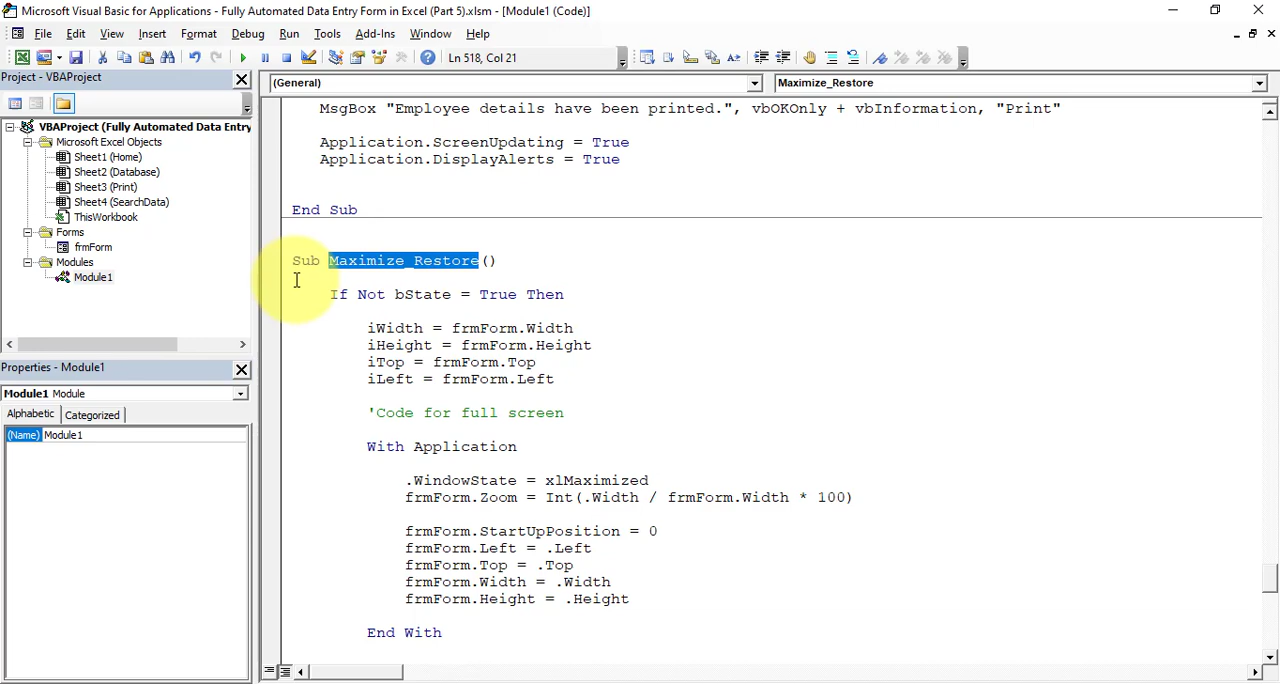 Microsoft Visual Basic for Applications - Fully Automated Data Entry Form in Excel (Part 5).xlsm - [Module1 (Code)]
File Edit View Insert Format Debug Run Tools Add-Ins Window Help
Ln 518, Col 21
Project - VBAProject
(General)
Maximize_Restore
VBAProject (Fully Automated Data Entry
Microsoft Excel Objects
Sheet1 (Home)
Sheet2 (Database)
Sheet3 (Print)
Sheet4 (SearchData)
ThisWorkbook
Forms
frmForm
Modules
Module1
Properties - Module1
Module1 Module
Alphabetic Categorized
(Name) Module1
MsgBox "Employee details have been printed.", vbOKOnly + vbInformation, "Print"
Application.ScreenUpdating = True
Application.DisplayAlerts = True
End Sub
Sub Maximize_Restore()
If Not bState = True Then
iWidth = frmForm.Width
iHeight = frmForm.Height
iTop = frmForm.Top
iLeft = frmForm.Left
'Code for full screen
With Application
.WindowState = xlMaximized
frmForm.Zoom = Int(.Width / frmForm.Width * 100)
frmForm.StartUpPosition = 0
frmForm.Left = .Left
frmForm.Top = .Top
frmForm.Width = .Width
frmForm.Height = .Height
End With